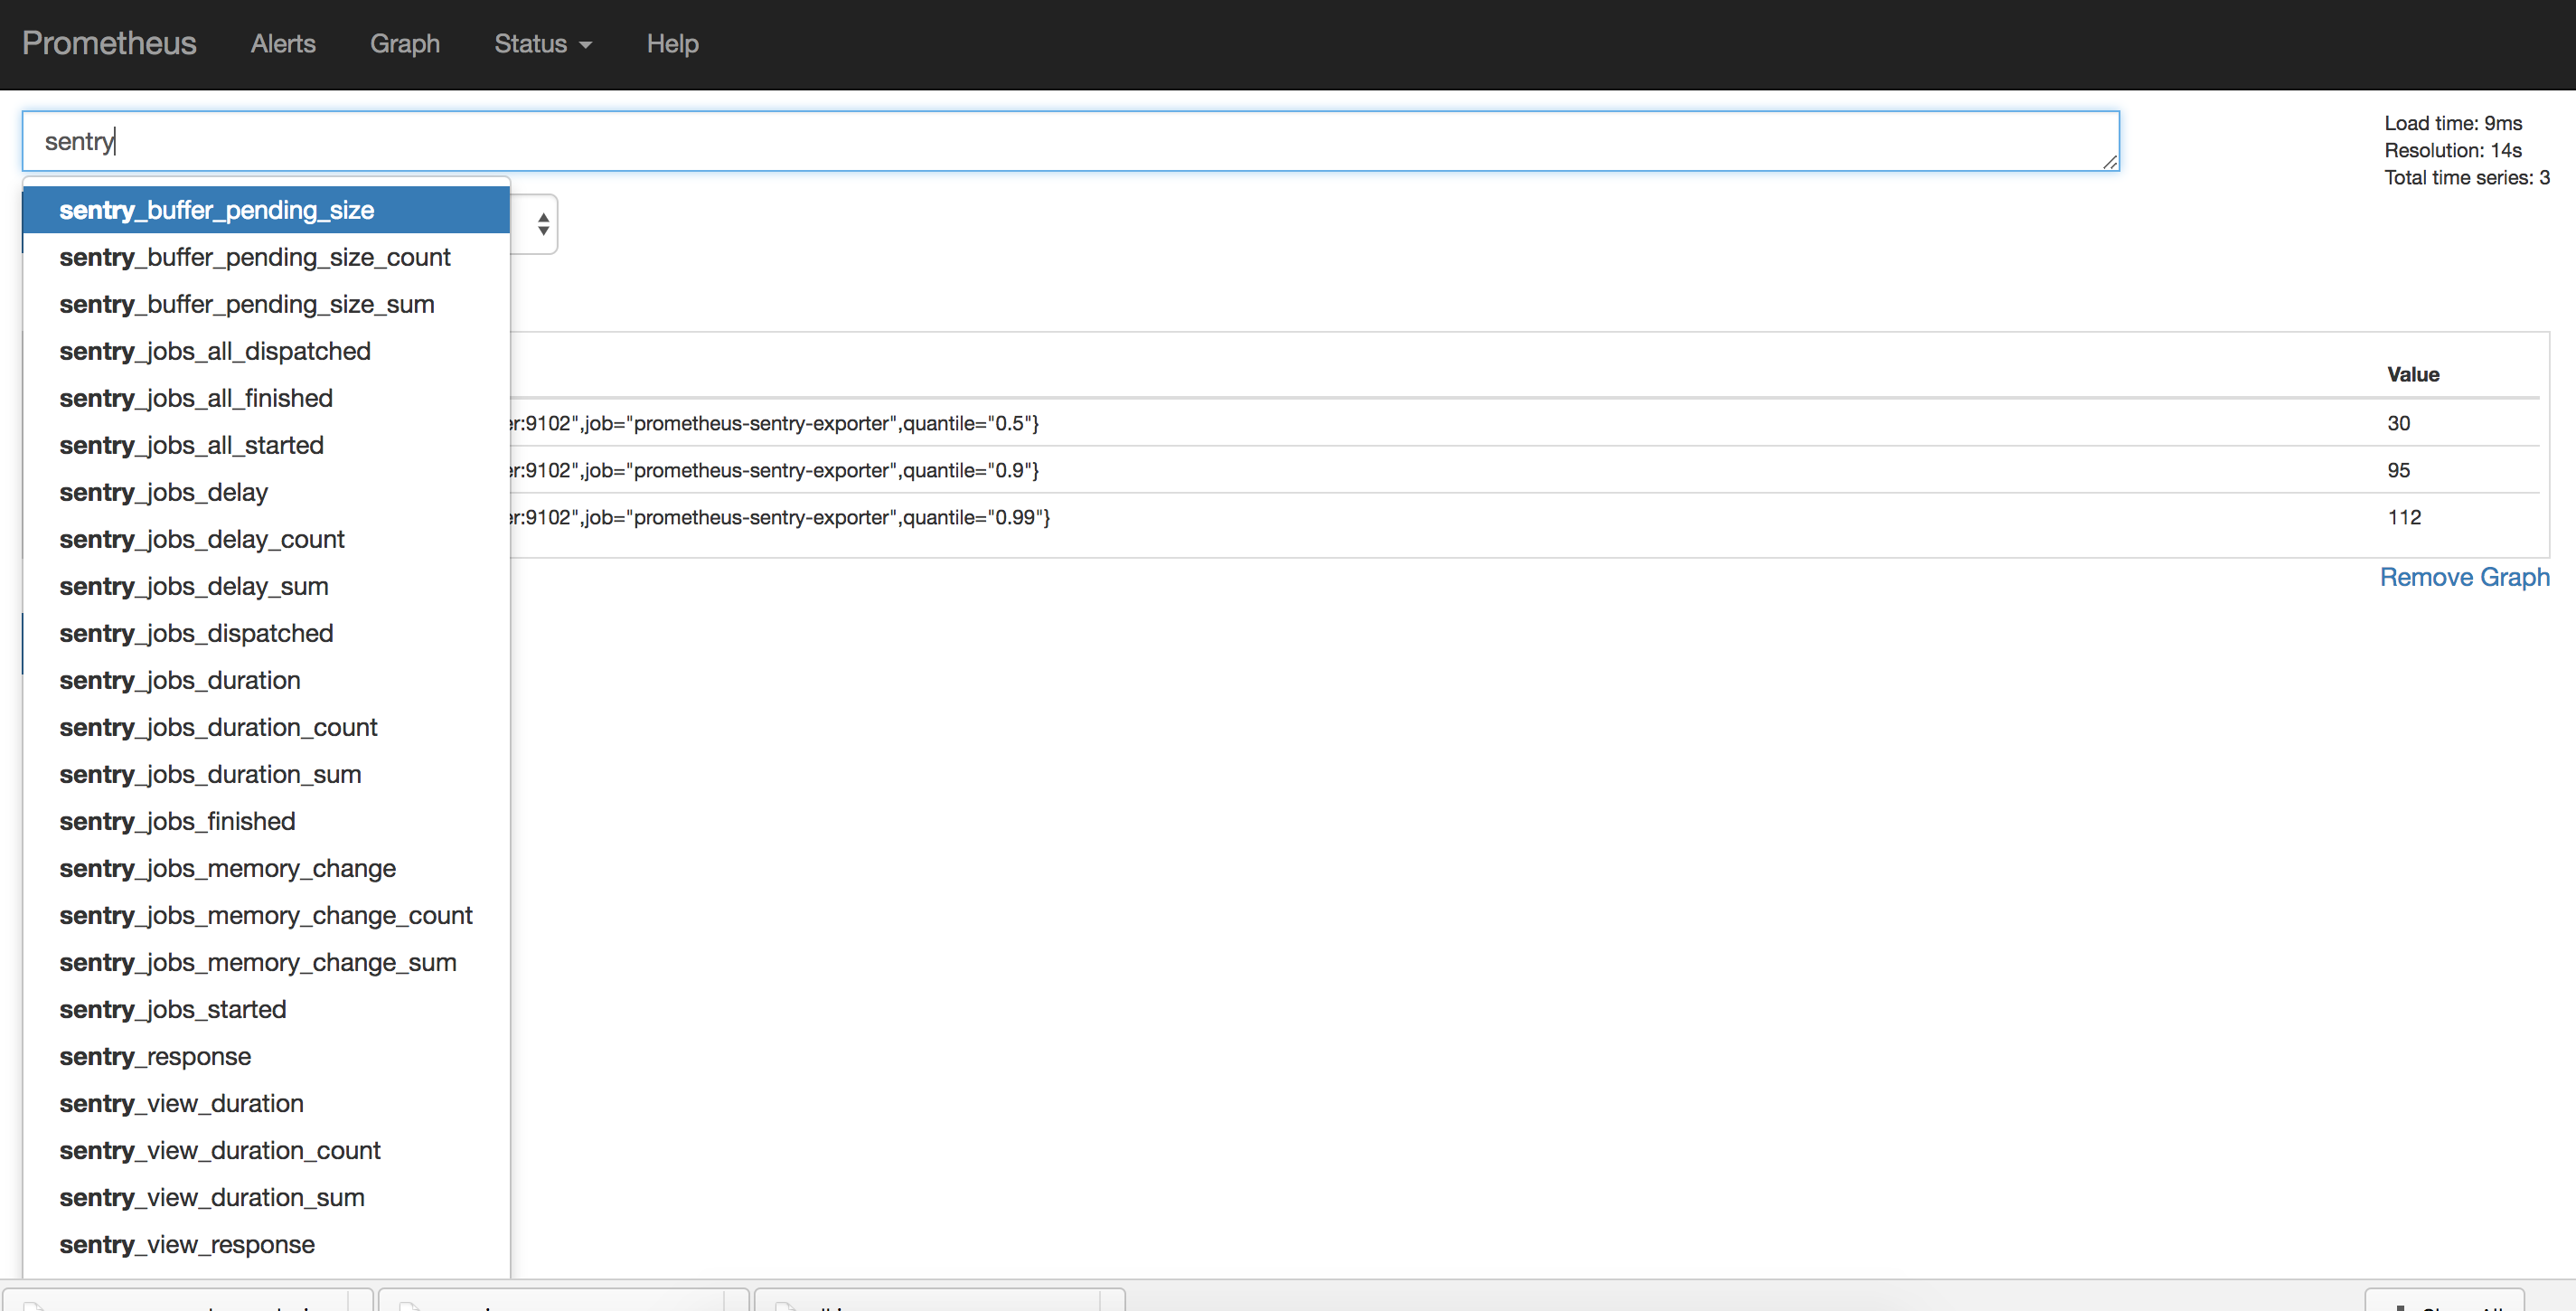 Prometheus Alerts Graph Status Help
sentry
Load time: 9ms
Resolution: 14s
Total time series: 3
sentry_buffer_pending_size
sentry_buffer_pending_size_count
sentry_buffer_pending_size_sum
sentry_jobs_all_dispatched
sentry_jobs_all_finished
sentry_jobs_all_started
sentry_jobs_delay
sentry_jobs_delay_count
sentry_jobs_delay_sum
sentry_jobs_dispatched
sentry_jobs_duration
sentry_jobs_duration_count
sentry_jobs_duration_sum
sentry_jobs_finished
sentry_jobs_memory_change
sentry_jobs_memory_change_count
sentry_jobs_memory_change_sum
sentry_jobs_started
sentry_response
sentry_view_duration
sentry_view_duration_count
sentry_view_duration_sum
sentry_view_response
Value
er:9102",job="prometheus-sentry-exporter",quantile="0.5"} 30
er:9102",job="prometheus-sentry-exporter",quantile="0.9"} 95
er:9102",job="prometheus-sentry-exporter",quantile="0.99"} 112
Remove Graph